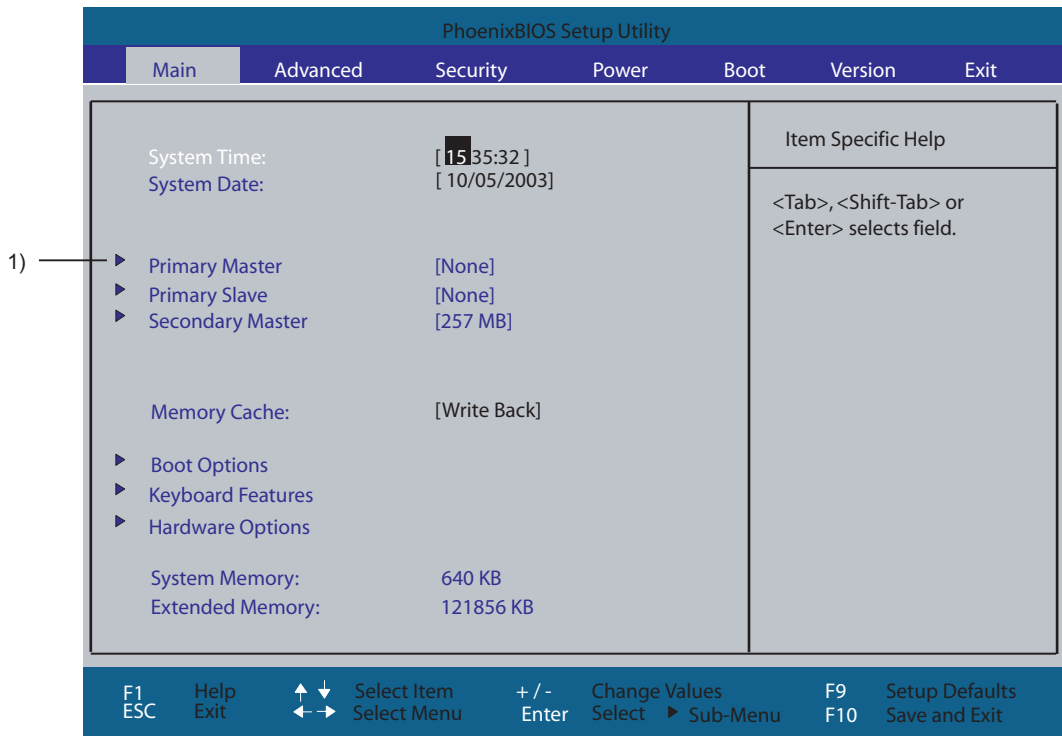 PhoenixBIOS Setup Utility
Main Advanced Security Power Boot Version Exit
System Time: [ 15:35:32 ]
System Date: [ 10/05/2003]
Item Specific Help
<Tab>, <Shift-Tab> or
<Enter> selects field.
1)
Primary Master [None]
Primary Slave [None]
Secondary Master [257 MB]
Memory Cache: [Write Back]
Boot Options
Keyboard Features
Hardware Options
System Memory: 640 KB
Extended Memory: 121856 KB
F1 Help Select Item + / - Change Values F9 Setup Defaults
ESC Exit Select Menu Enter Select Sub-Menu F10 Save and Exit